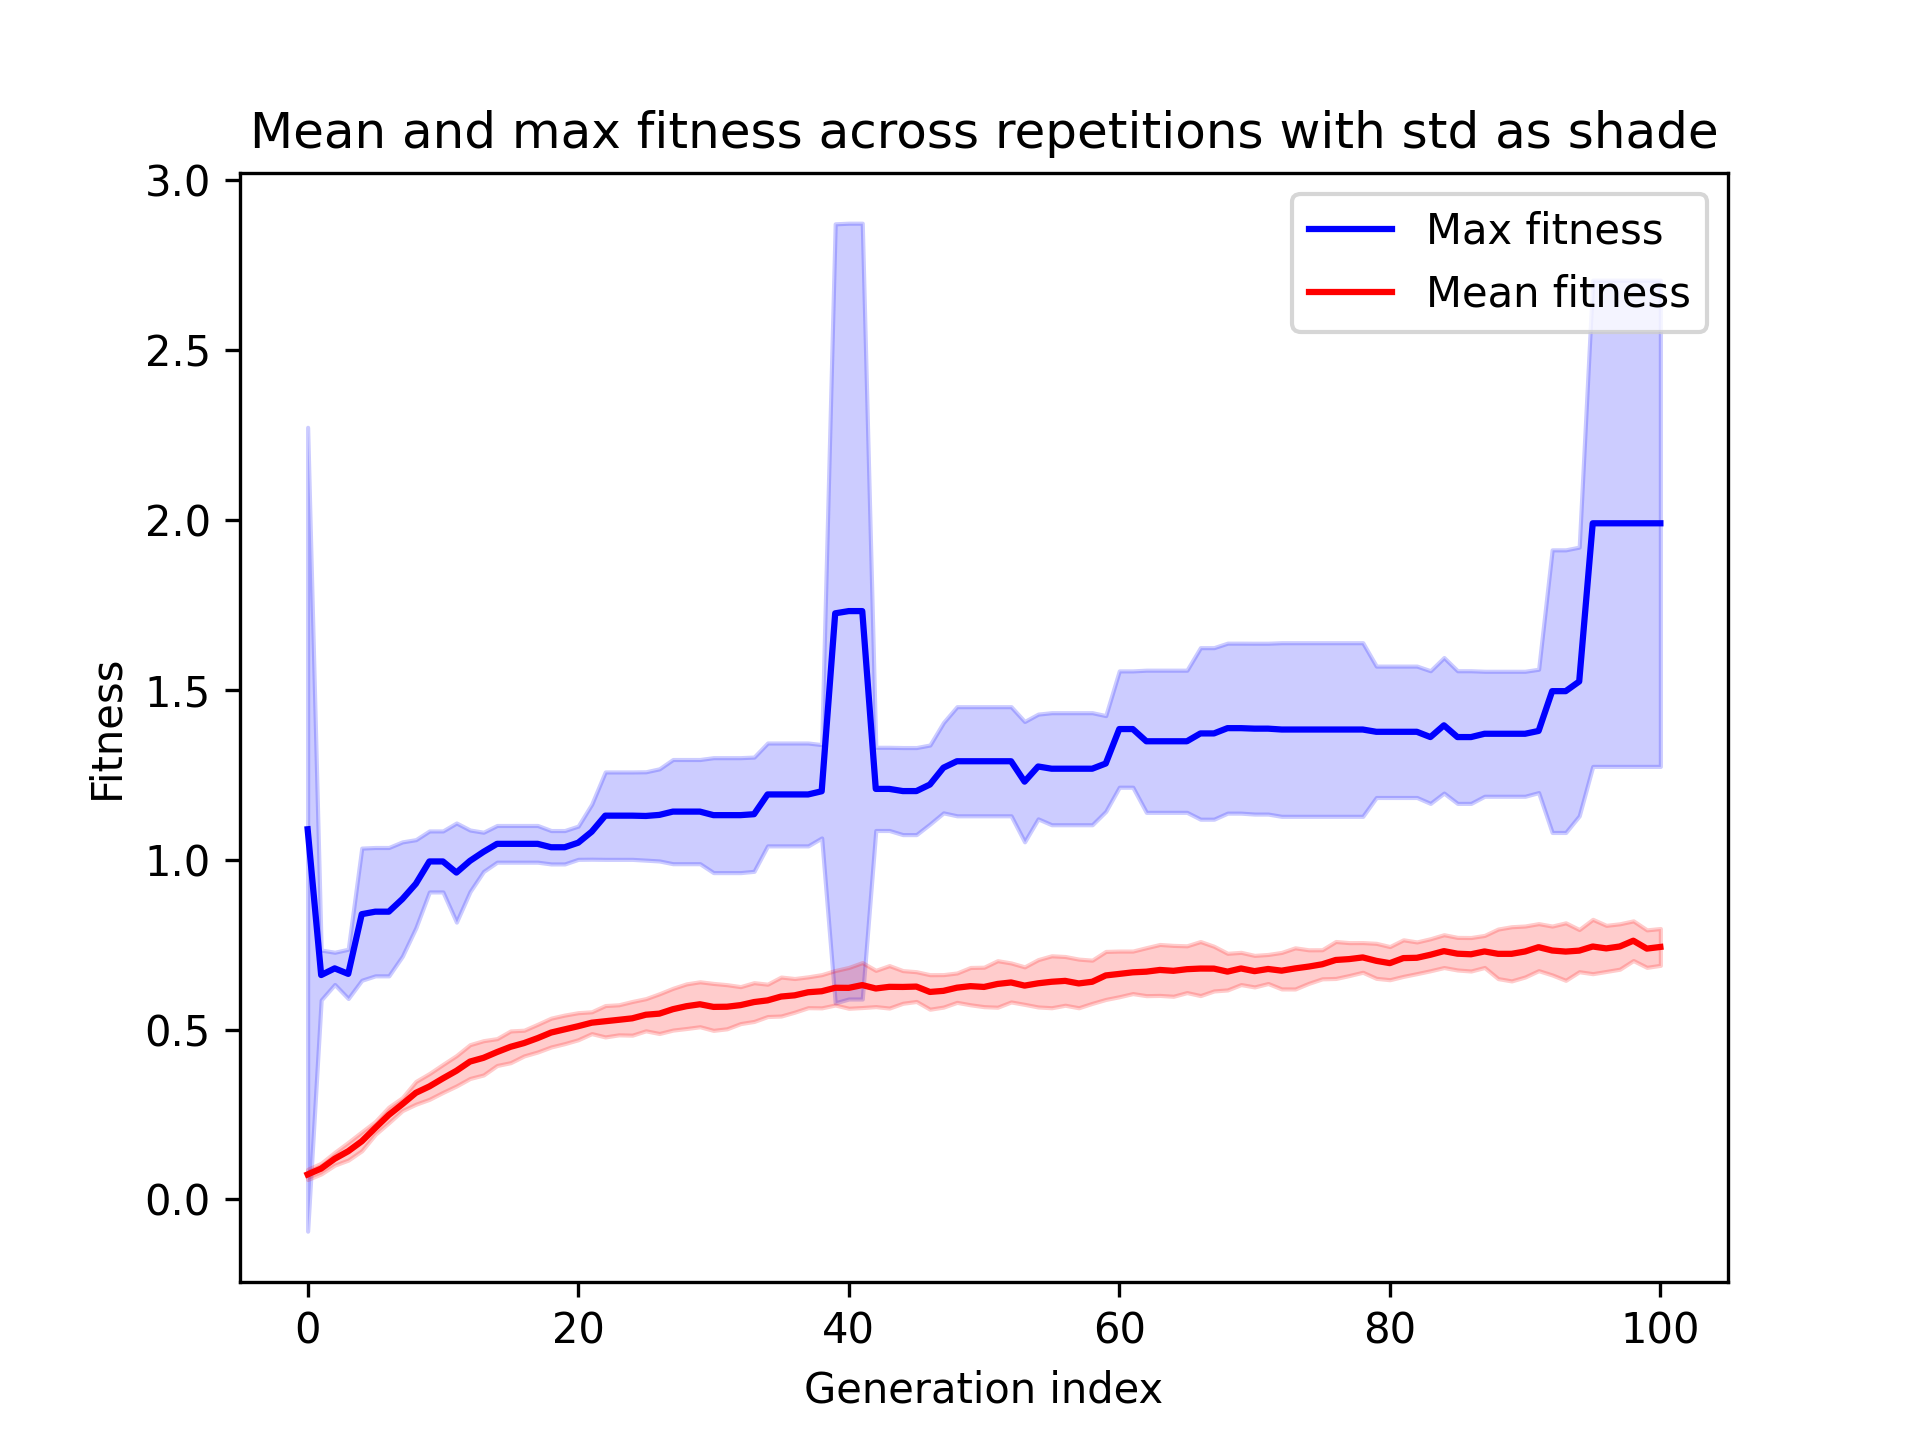 Mean and max fitness across repetitions with std as shade
3.0
2.5
2.0
1.5
1.0
0.5
0.0
Fitness
Max fitness
Mean fitness
0 20 40 60 80 100
Generation index